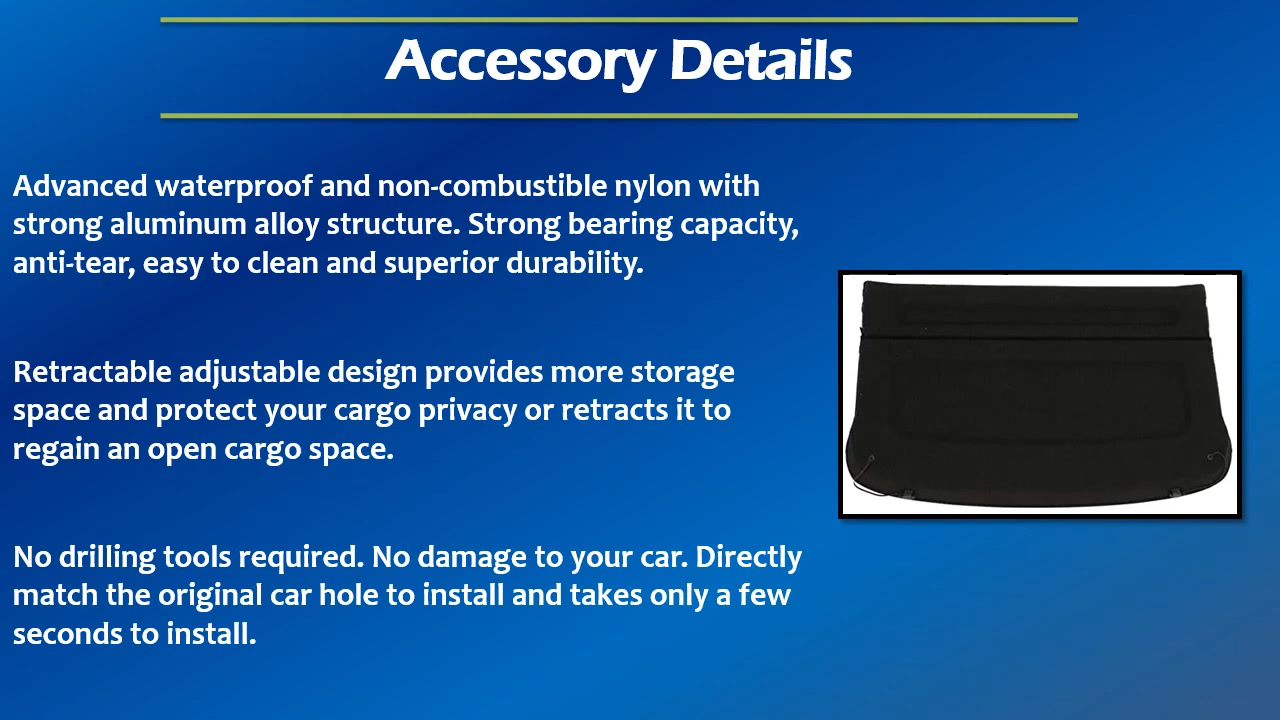 Accessory Details
Advanced waterproof and non-combustible nylon with
strong aluminum alloy structure. Strong bearing capacity,
anti-tear, easy to clean and superior durability.
Retractable adjustable design provides more storage
space and protect your cargo privacy or retracts it to
regain an open cargo space.
No drilling tools required. No damage to your car. Directly
match the original car hole to install and takes only a few
seconds to install.